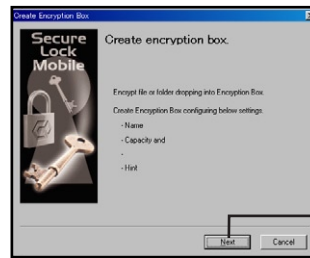 Create Encryption Box
Secure
Lock
Mobile
Create encryption box.
Encrypt file or folder dropping into Encryption Box.
Create Encryption Box configuring below settings.
- Name
- Capacity and
-
- Hint
Next
Cancel